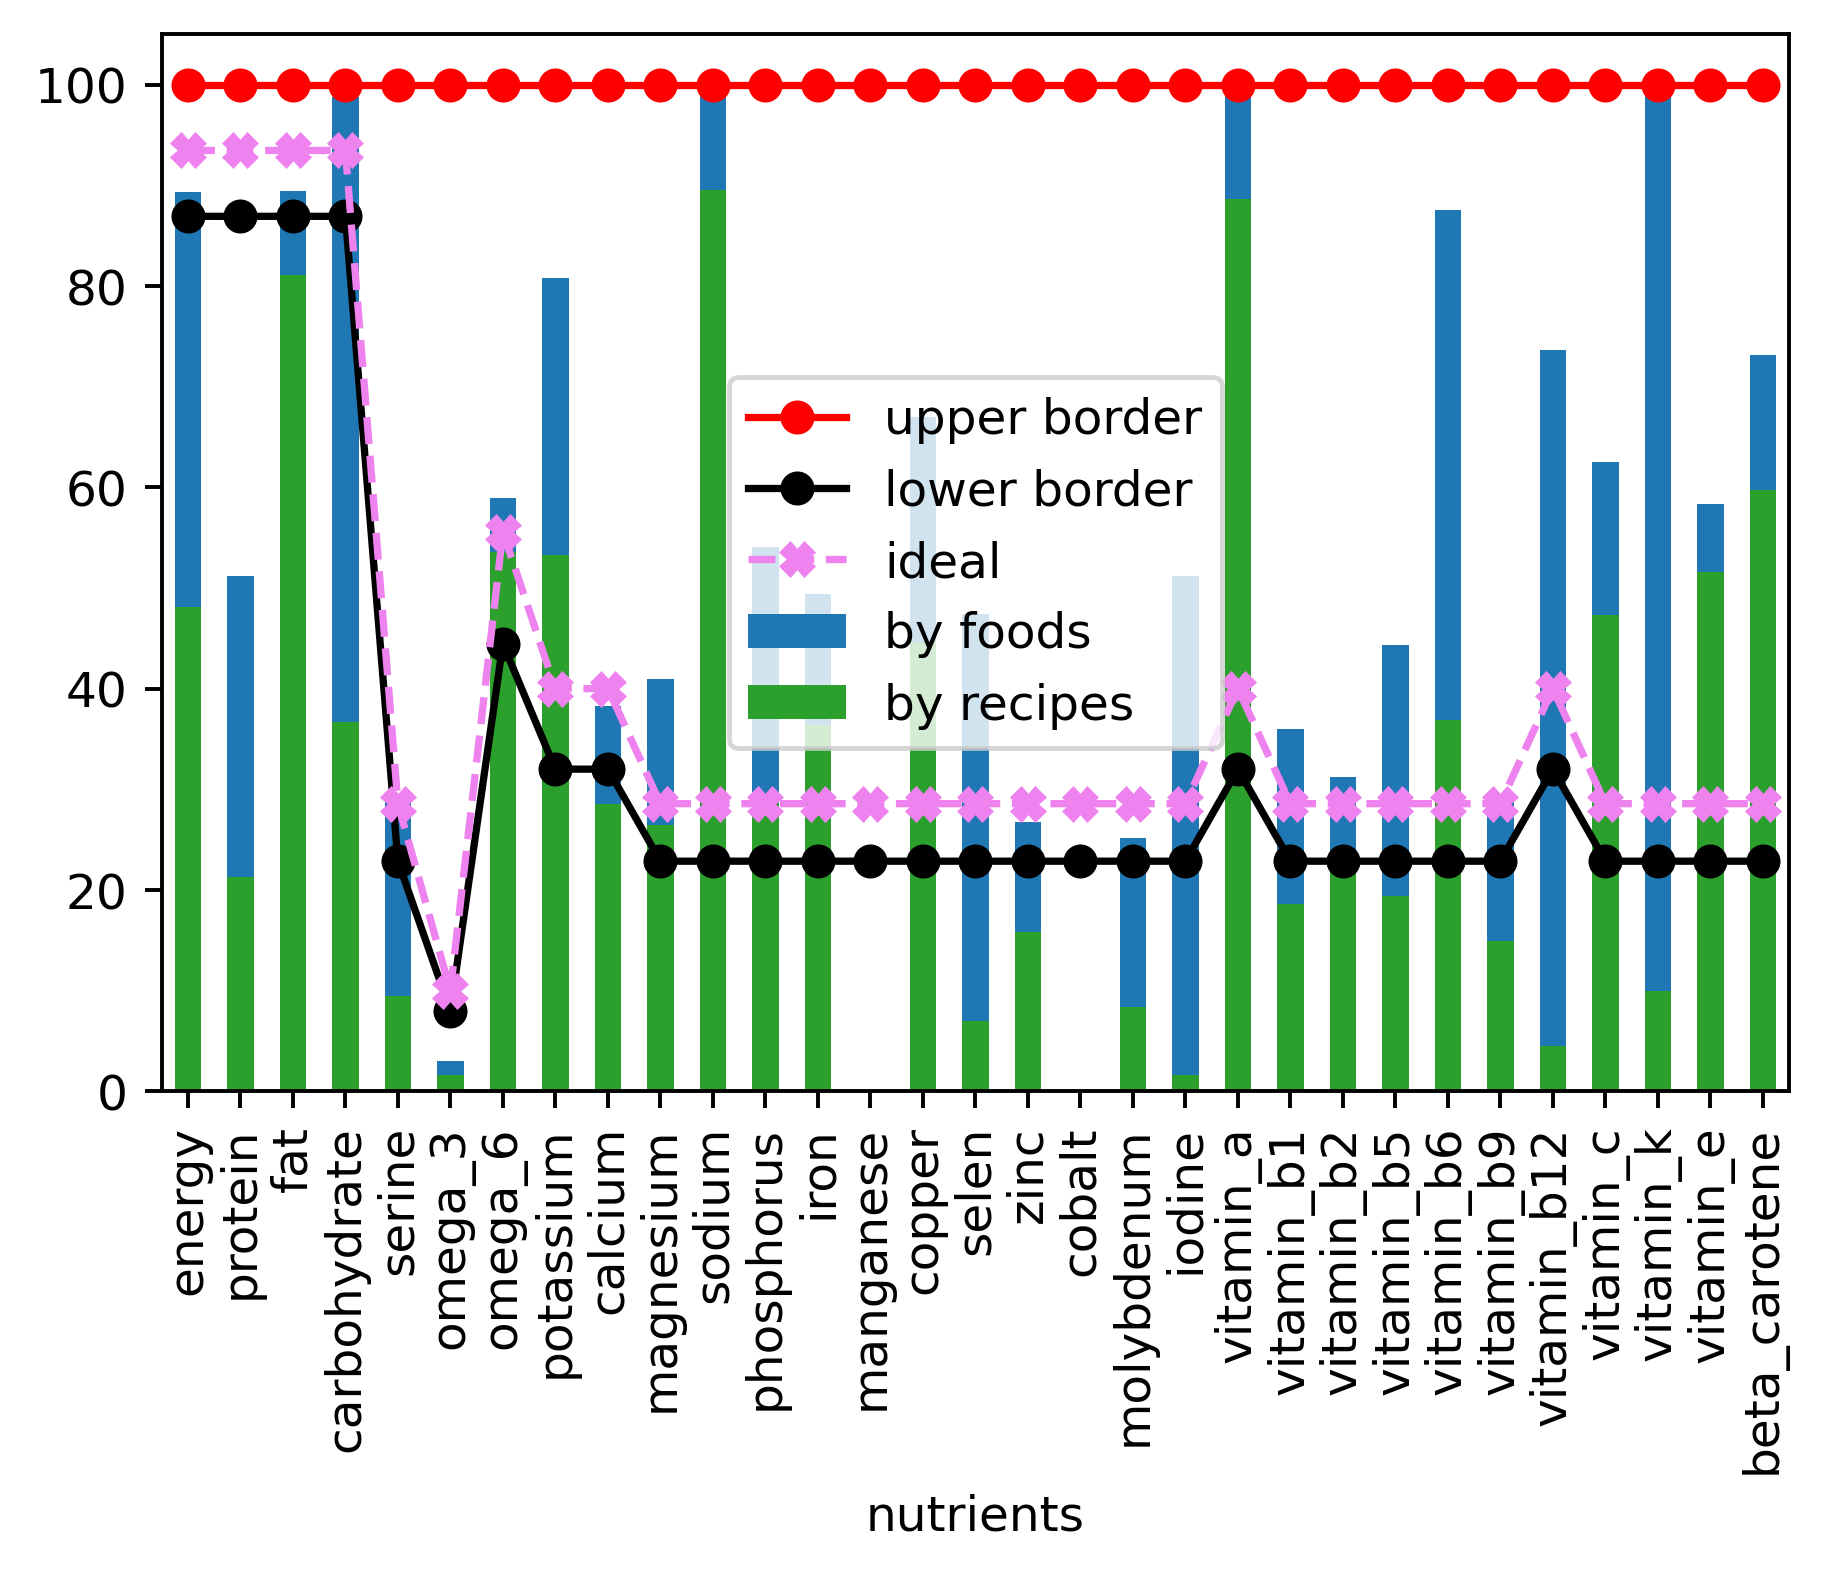 100
80
60
40
20
0
upper border
lower border
ideal
by foods
by recipes
energy
protein
fat
carbohydrate
serine
omega_3
omega_6
potassium
calcium
magnesium
sodium
phosphorus
iron
manganese
copper
selen
zinc
cobalt
molybdenum
iodine
vitamin_a
vitamin_b1
vitamin_b2
vitamin_b5
vitamin_b6
vitamin_b9
vitamin_b12
vitamin_c
vitamin_k
vitamin_e
beta_carotene
nutrients